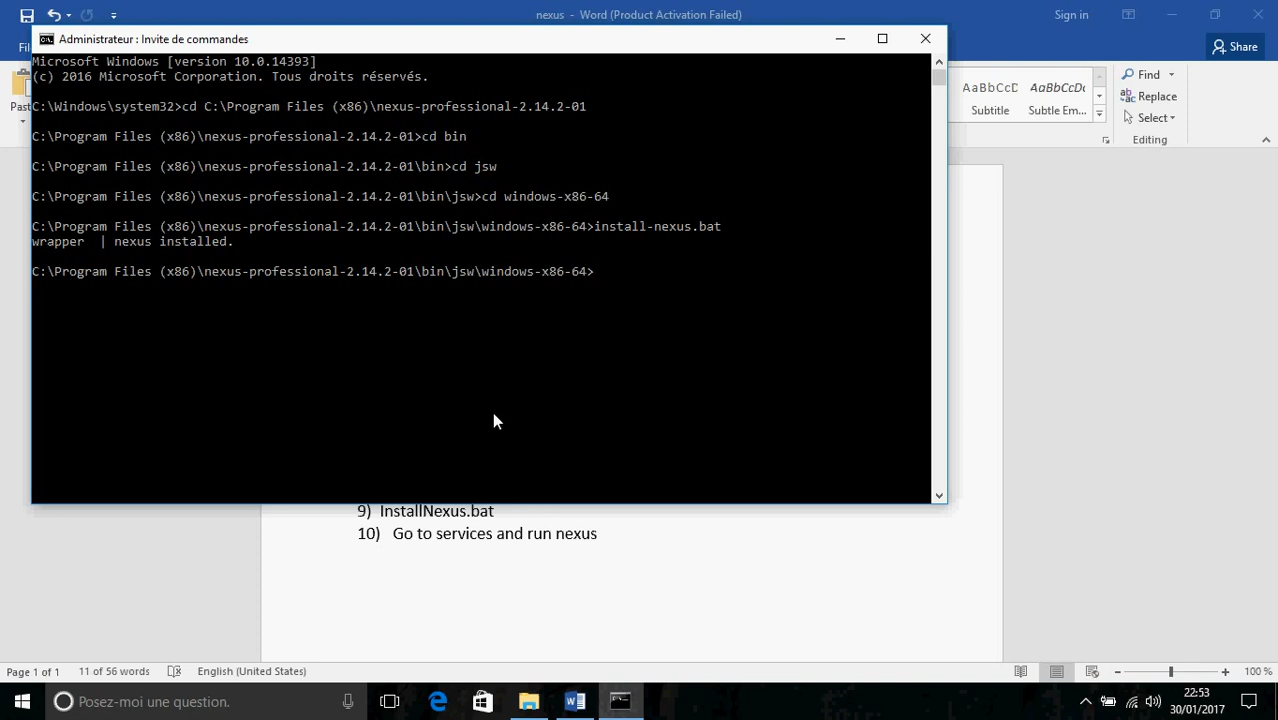 nexus - Word (Product Activation Failed)
Sign in
Administrateur : Invite de commandes
Fil
Share
Microsoft Windows [version 10.0.14393]
(c) 2016 Microsoft Corporation. Tous droits réservés.
C:\Windows\system32>cd C:\Program Files (x86)\nexus-professional-2.14.2-01
C:\Program Files (x86)\nexus-professional-2.14.2-01>cd bin
C:\Program Files (x86)\nexus-professional-2.14.2-01\bin>cd jsw
C:\Program Files (x86)\nexus-professional-2.14.2-01\bin\jsw>cd windows-x86-64
C:\Program Files (x86)\nexus-professional-2.14.2-01\bin\jsw\windows-x86-64>install-nexus.bat
wrapper | nexus installed.
C:\Program Files (x86)\nexus-professional-2.14.2-01\bin\jsw\windows-x86-64>
Past
AaBbCcD
AaBbCcDc
Subtitle
Subtle Em...
Find
Replace
Select
Editing
9) InstallNexus.bat
10) Go to services and run nexus
Page 1 of 1
11 of 56 words
English (United States)
100 %
Posez-moi une question.
22:53
30/01/2017